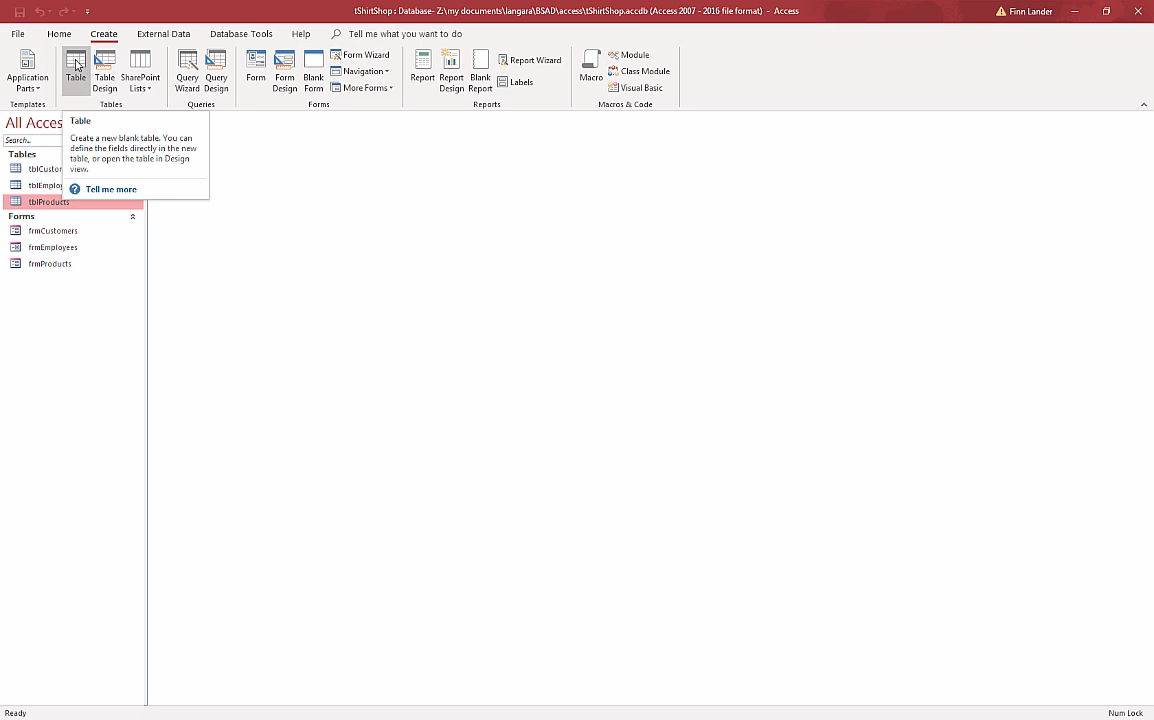 tShirtShop : Database- Z:\my documents\langara\BSAD\access\tShirtShop.accdb (Access 2007 - 2016 file format)  -  Access
Finn Lander
File Home Create External Data Database Tools Help Tell me what you want to do
Application Parts
Templates
Table
Table Design
SharePoint Lists
Tables
Query Wizard
Query Design
Queries
Form
Form Design
Blank Form
Form Wizard
Navigation
More Forms
Forms
Report
Report Design
Blank Report
Report Wizard
Labels
Reports
Macro
Module
Class Module
Visual Basic
Macros & Code
All Acces
Search...
Tables
tblCustor
tblEmploy
tblProducts
Forms
frmCustomers
frmEmployees
frmProducts
Table
Create a new blank table. You can
define the fields directly in the new
table, or open the table in Design
view.
? Tell me more
Ready
Num Lock